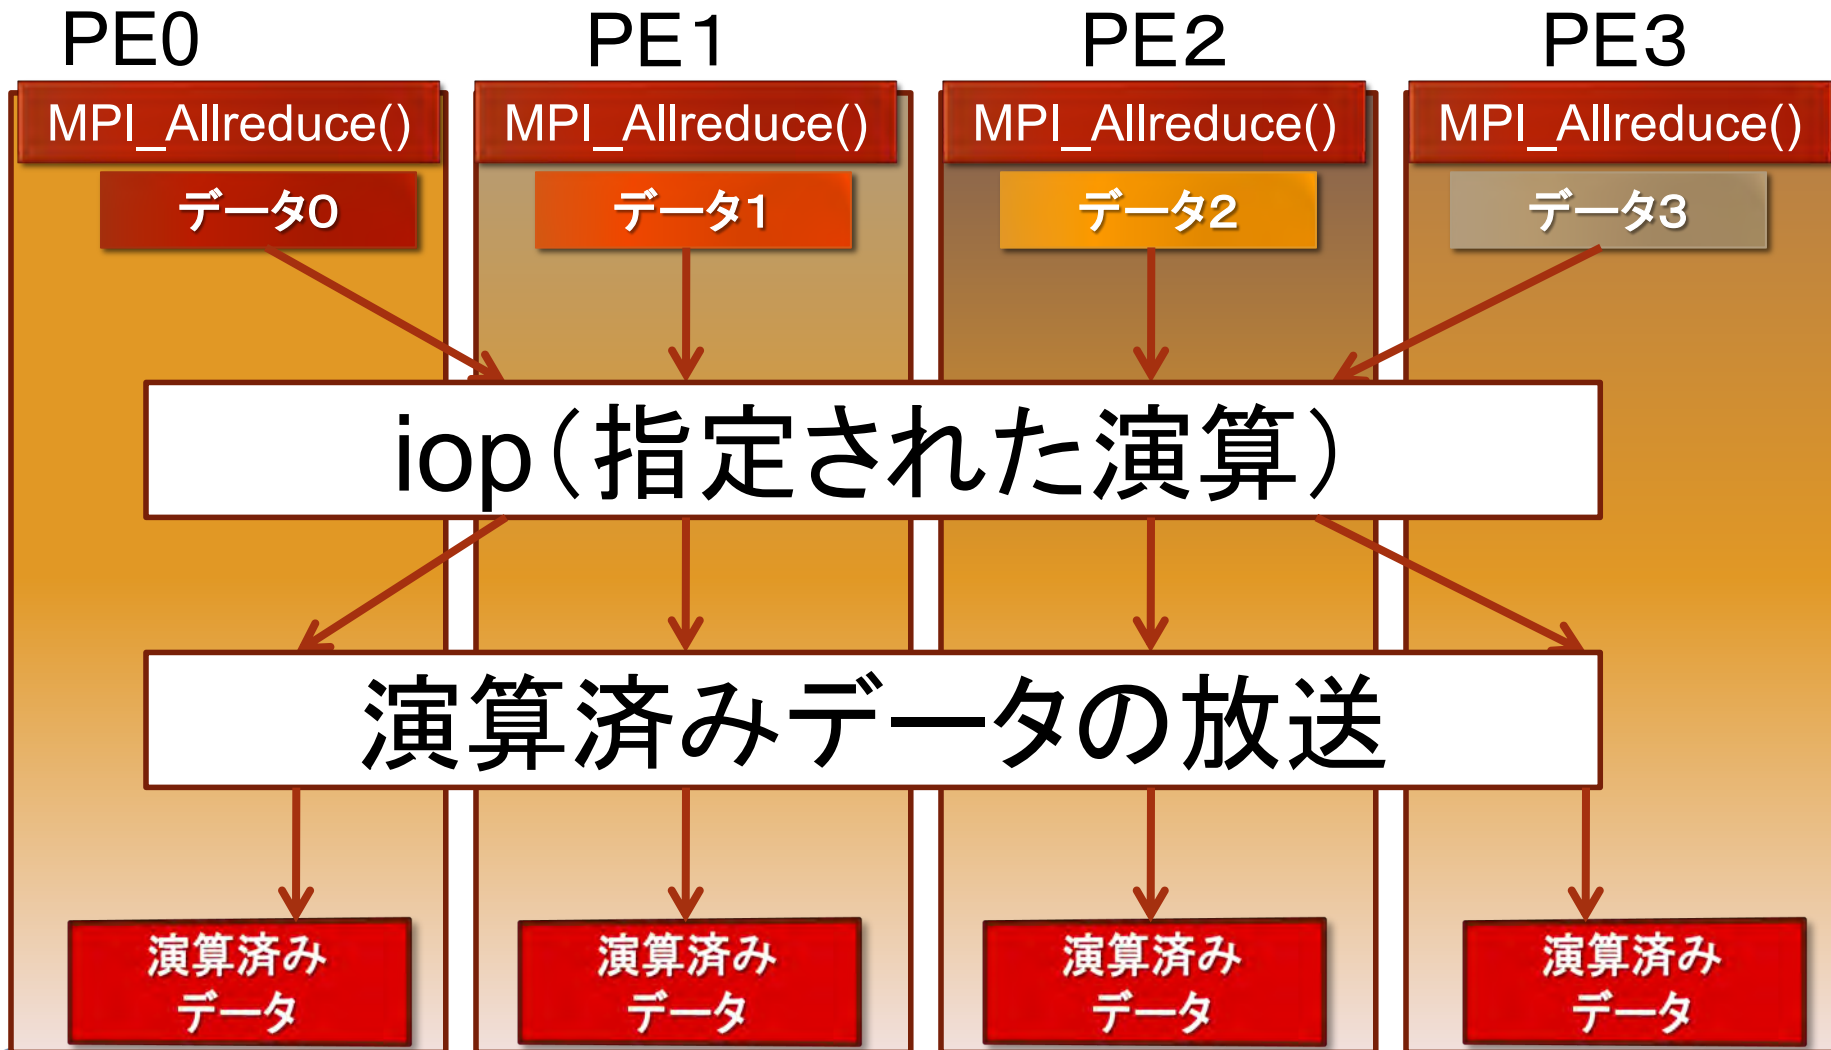 PE0
PE1
PE2
PE3
MPI_Allreduce()
MPI_Allreduce()
MPI_Allreduce()
MPI_Allreduce()
データ0
データ1
データ2
データ3
iop(指定された演算)
演算済みデータの放送
演算済み
データ
演算済み
データ
演算済み
データ
演算済み
データ